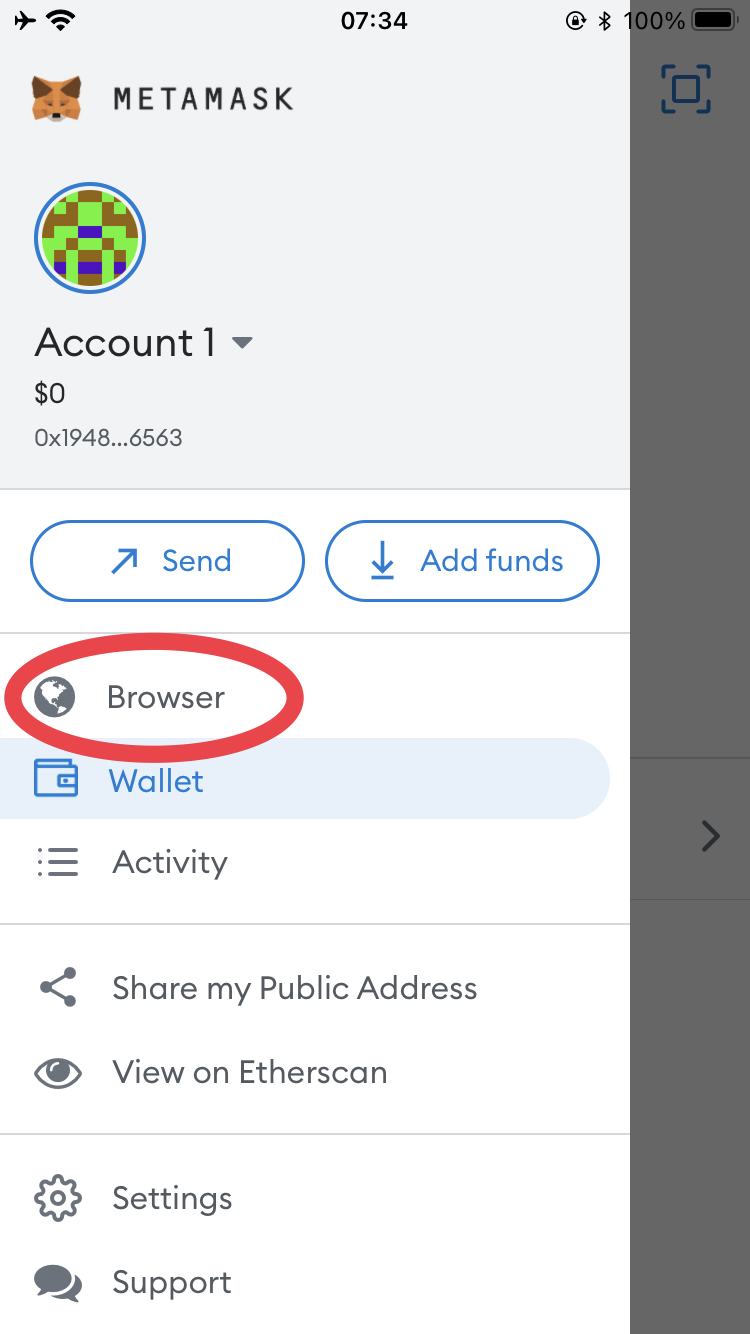 07:34
100%
METAMASK
Account 1
$0
0x1948...6563
Send
Add funds
Browser
Wallet
Activity
Share my Public Address
View on Etherscan
Settings
Support